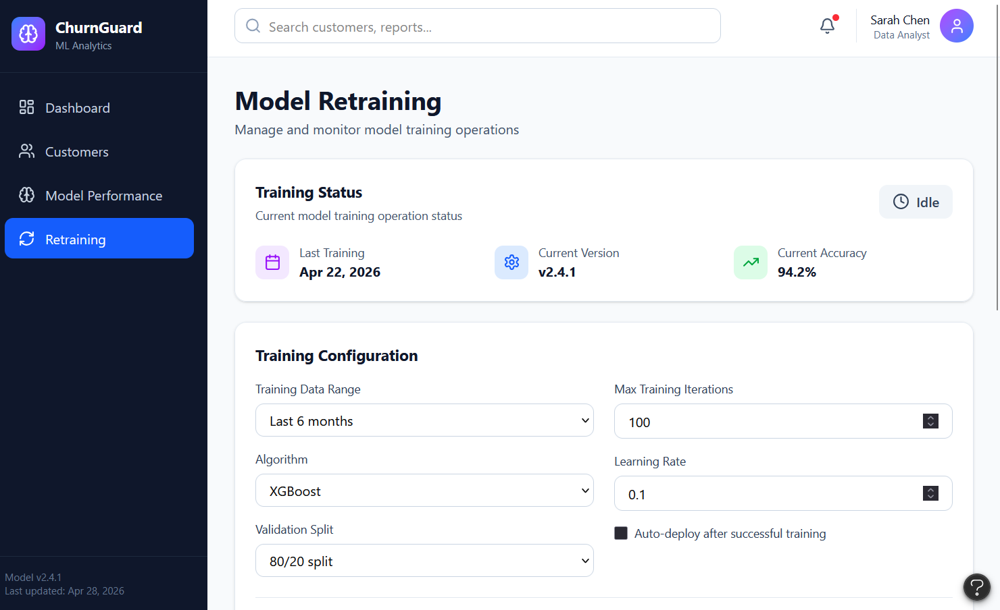 ChurnGuard
ML Analytics
Search customers, reports...
Sarah Chen
Data Analyst
Dashboard
Customers
Model Performance
Retraining
Model v2.4.1
Last updated: Apr 28, 2026
Model Retraining
Manage and monitor model training operations
Training Status
Current model training operation status
Idle
Last Training
Apr 22, 2026
Current Version
v2.4.1
Current Accuracy
94.2%
Training Configuration
Training Data Range
Last 6 months
Max Training Iterations
100
Algorithm
XGBoost
Learning Rate
0.1
Validation Split
80/20 split
Auto-deploy after successful training
?